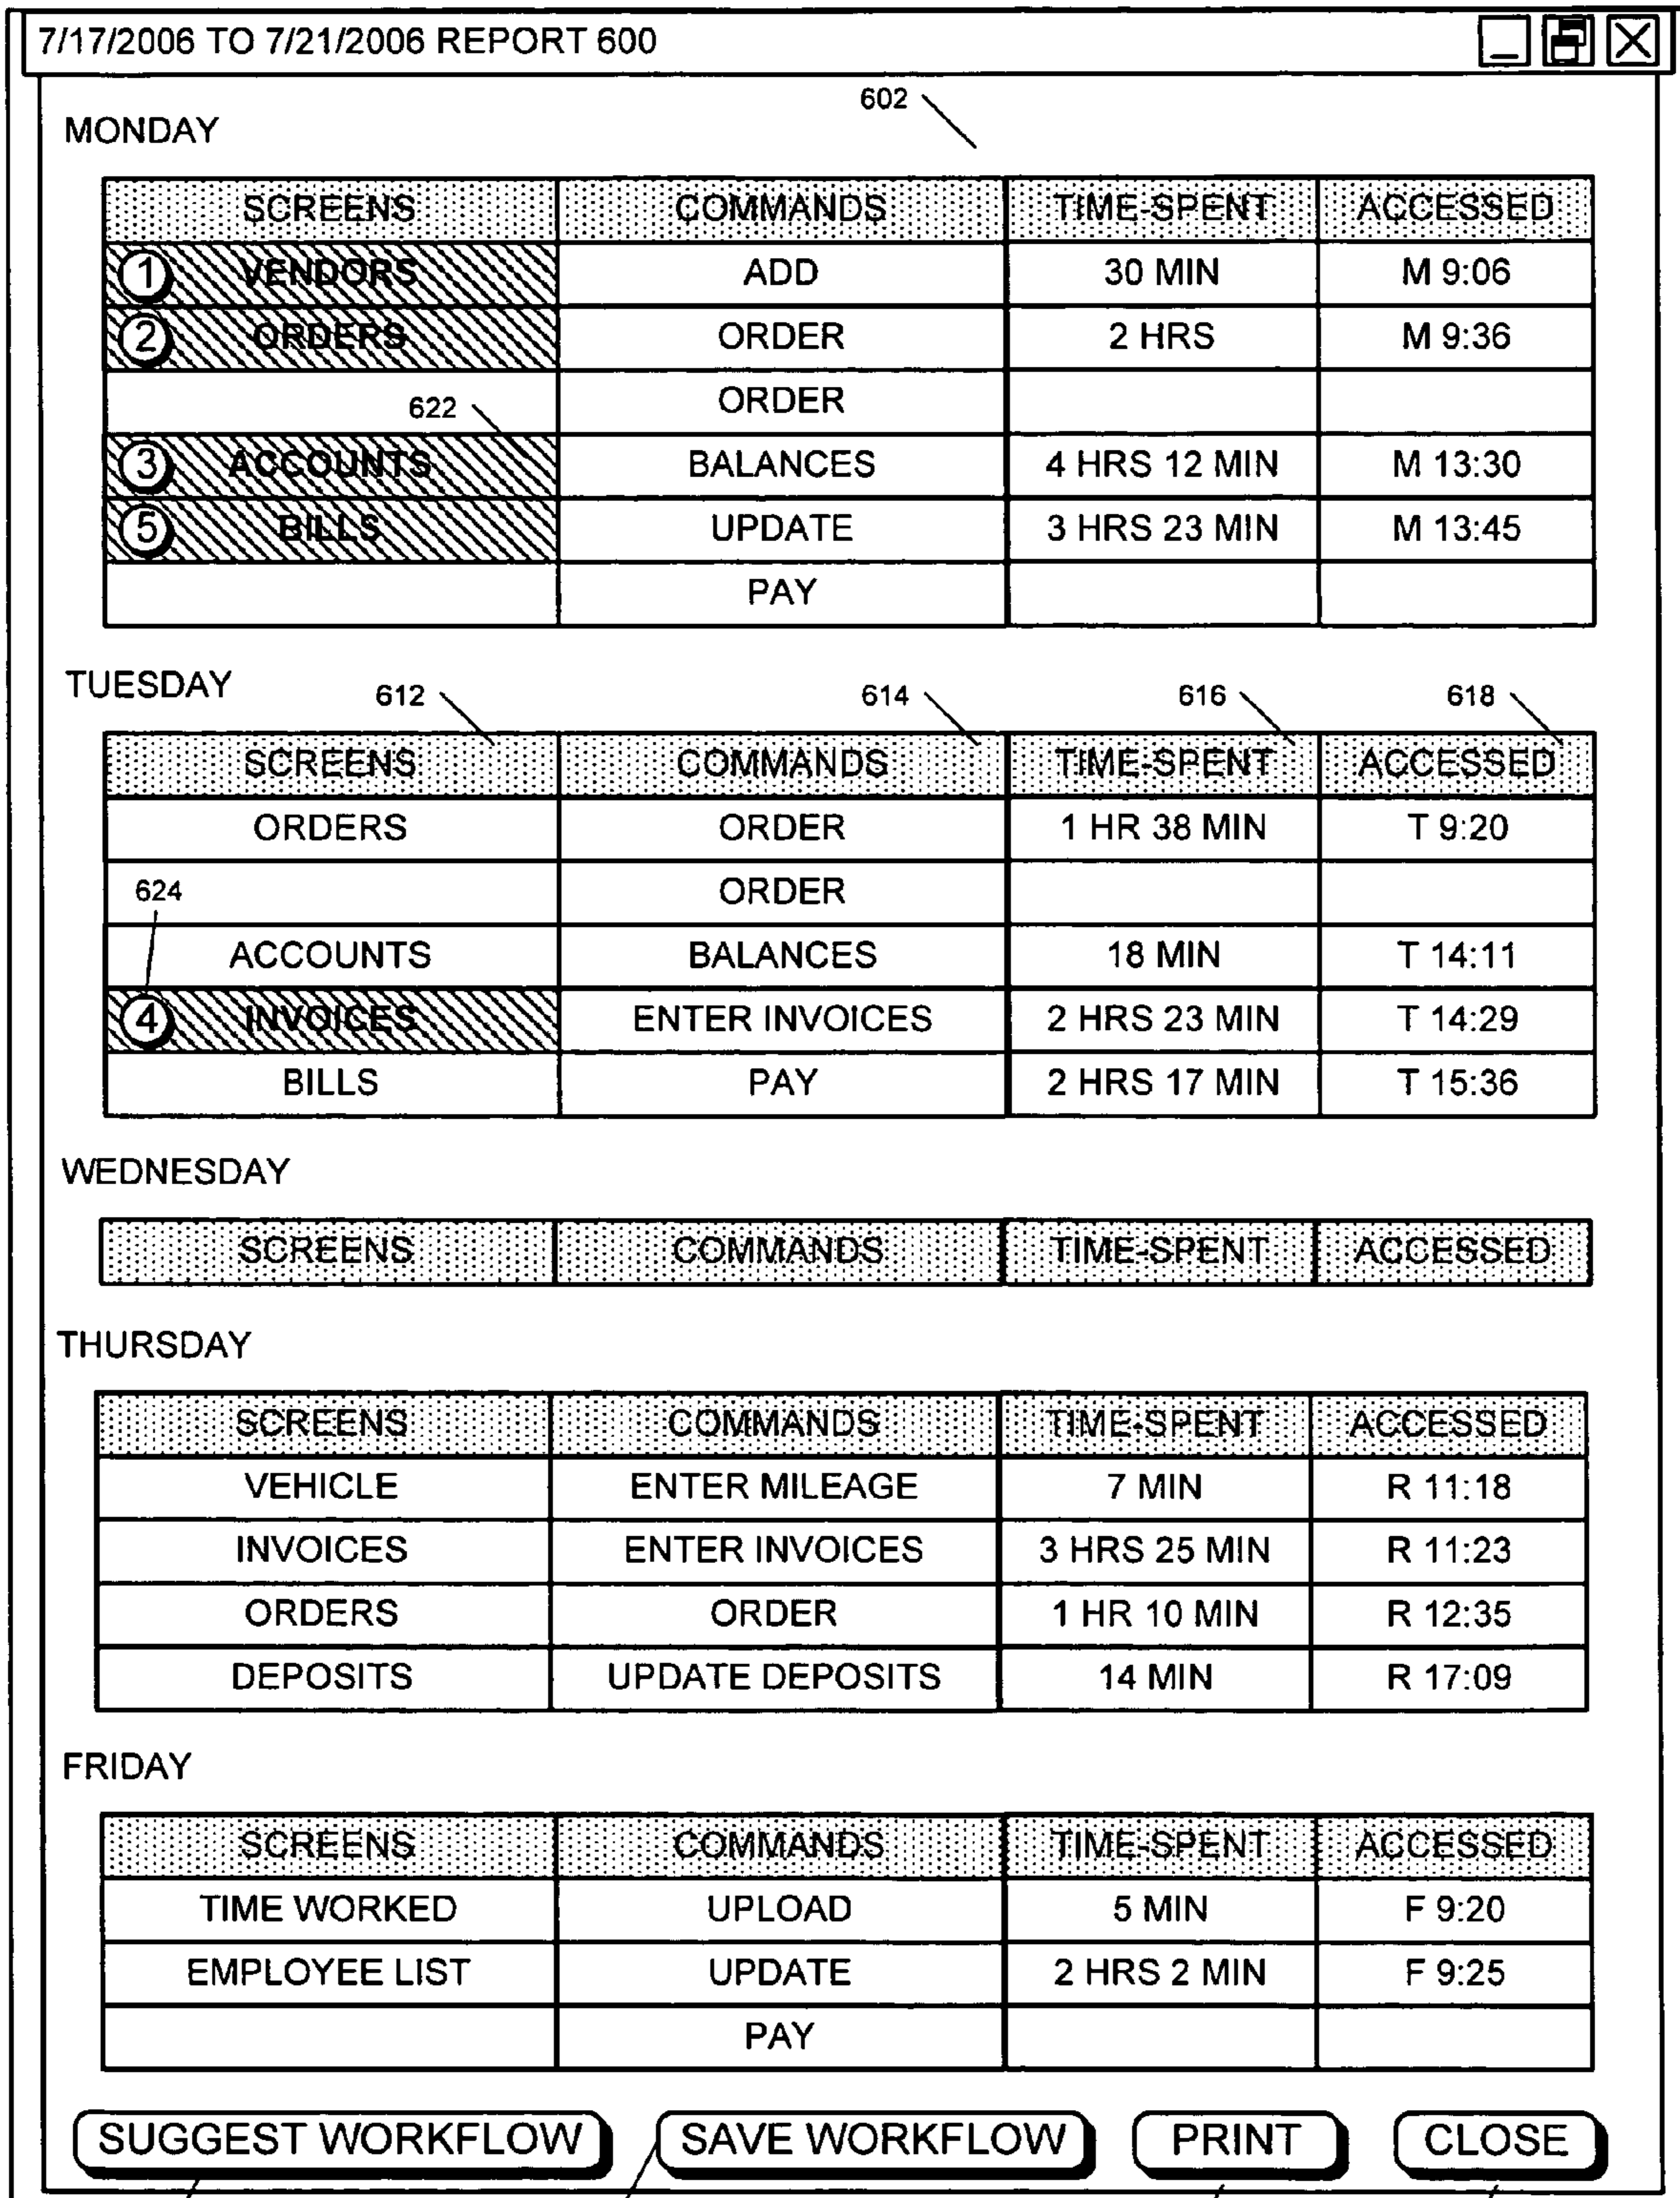 7/17/2006 TO 7/21/2006 REPORT 600
602
MONDAY
SCREENS COMMANDS TIME-SPENT ACCESSED
1 VENDORS ADD 30 MIN M 9:06
2 ORDERS ORDER 2 HRS M 9:36
622 ORDER
3 ACCOUNTS BALANCES 4 HRS 12 MIN M 13:30
5 BILLS UPDATE 3 HRS 23 MIN M 13:45
PAY
TUESDAY 612 614 616 618
SCREENS COMMANDS TIME-SPENT ACCESSED
ORDERS ORDER 1 HR 38 MIN T 9:20
624 ORDER
ACCOUNTS BALANCES 18 MIN T 14:11
4 INVOICES ENTER INVOICES 2 HRS 23 MIN T 14:29
BILLS PAY 2 HRS 17 MIN T 15:36
WEDNESDAY
SCREENS COMMANDS TIME-SPENT ACCESSED
THURSDAY
SCREENS COMMANDS TIME-SPENT ACCESSED
VEHICLE ENTER MILEAGE 7 MIN R 11:18
INVOICES ENTER INVOICES 3 HRS 25 MIN R 11:23
ORDERS ORDER 1 HR 10 MIN R 12:35
DEPOSITS UPDATE DEPOSITS 14 MIN R 17:09
FRIDAY
SCREENS COMMANDS TIME-SPENT ACCESSED
TIME WORKED UPLOAD 5 MIN F 9:20
EMPLOYEE LIST UPDATE 2 HRS 2 MIN F 9:25
PAY
SUGGEST WORKFLOW SAVE WORKFLOW PRINT CLOSE